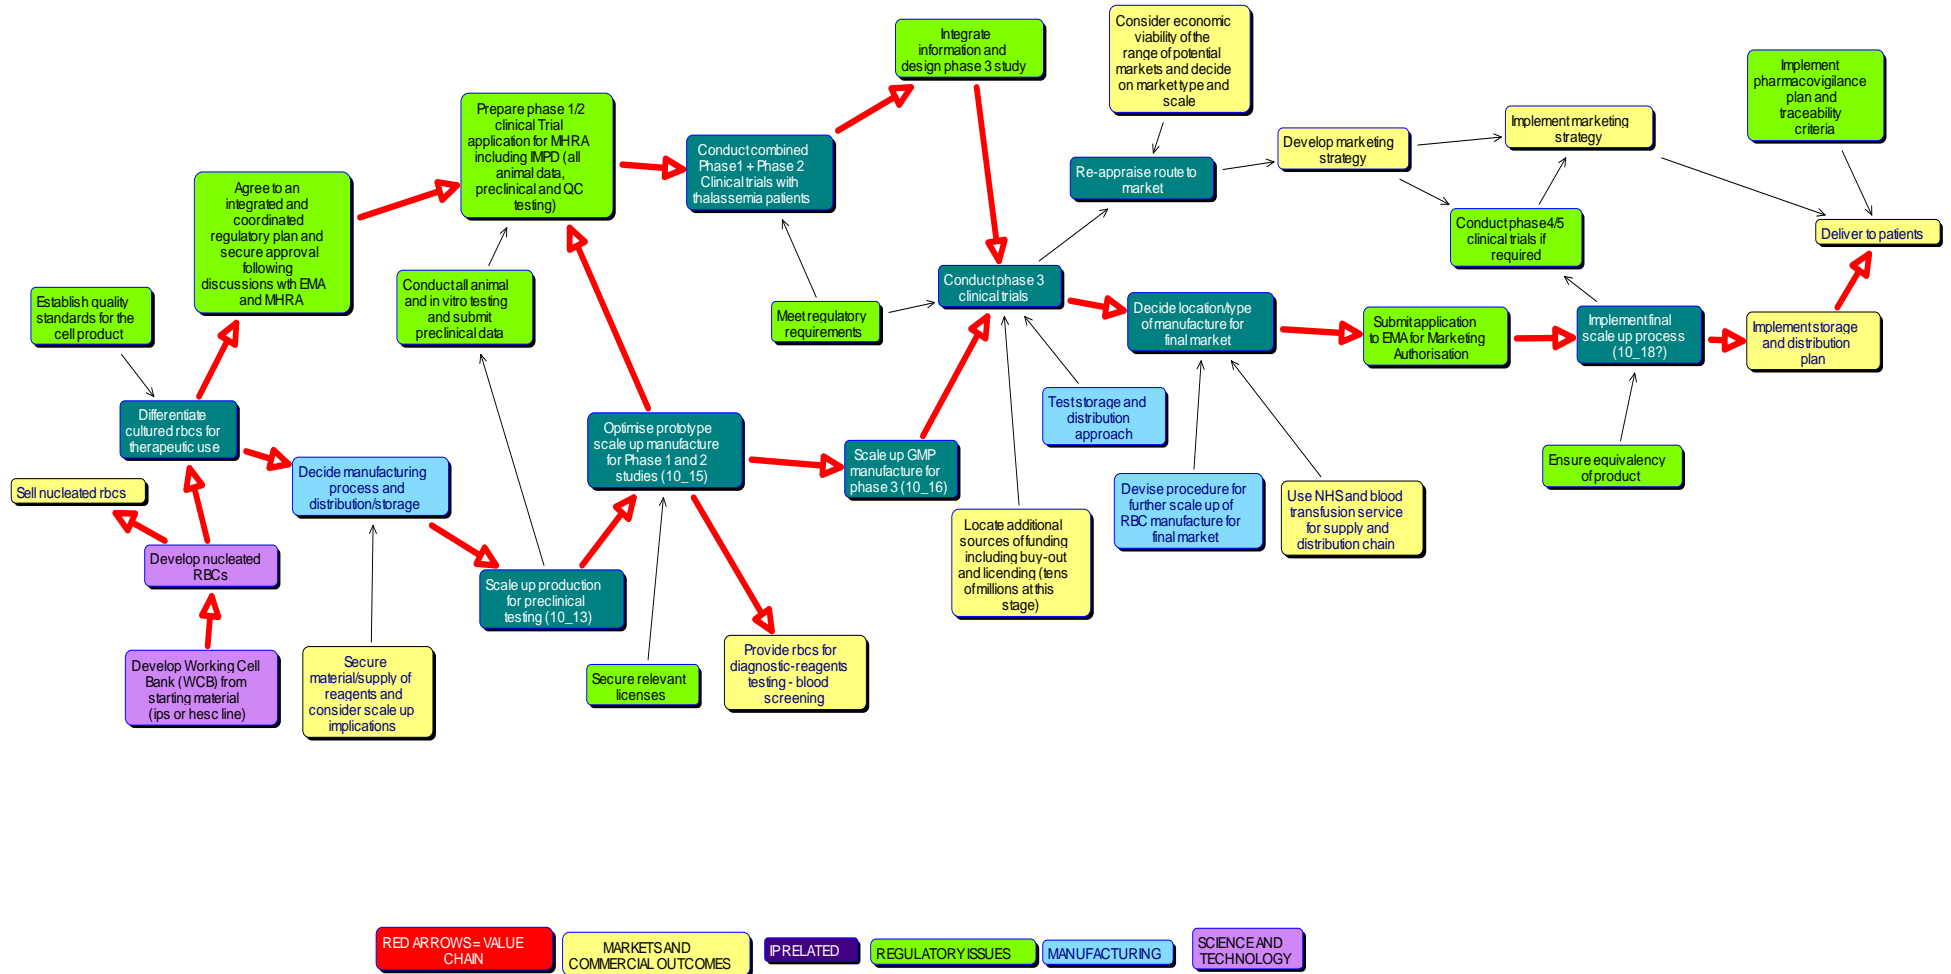 Integrate
information and
design phase 3 study
Consider economic
viability of the
range of potential
markets and decide
on market type and
scale
Implement
pharmacovigilance
plan and
traceability
criteria
Prepare phase 1/2
clinical Trial
application for MHRA
including IMPD (all
animal data,
preclinical and QC
testing)
Conduct combined
Phase1 + Phase 2
Clinical trials with
thalassemia patients
Implement marketing
strategy
Develop marketing
strategy
Re-appraise route to
market
Agree to an
integrated and
coordinated
regulatory plan and
secure approval
following
discussions wth EMA
and MHRA
Conduct phase4/5
clinical trials if
required
Deliver to patients
Establish quality
standards for the
cell product
Conduct all animal
and in vitro testing
and submit
preclinical data
Meet regulatory
requirements
Conduct phase 3
clinical trials
Decide location/type
of manufacture for
final market
Submit application
to EMA for Marketing
Authorisation
Implement final
scale up process
(10_18?)
Implement storage
and distribution
plan
Differentiate
cultured rbcs for
therapeutic use
Test storage and
distribution
approach
Sell nucleated rbcs
Decide manufacturing
process and
distribution/storage
Optimise prototype
scale up manufacture
for Phase 1 and 2
studies (10_15)
Scale up GMP
manufacture for
phase 3 (10_16)
Ensure equivalency
of product
Devise procedure for
further scale up of
RBC manufacture for
final market
Use NHS and blood
transfusion service
for supply and
distribution chain
Locate additional
sources of funding
including buy-out
and licending (tens
of millions at this
stage)
Develop nucleated
RBCs
Scale up production
for preclinical
testing (10_13)
Develop Working Cell
Bank (WCB) from
starting material
(ips or hesc line)
Secure
material/supply of
reagents and
consider scale up
implications
Secure relevant
licenses
Provide rbcs for
diagnostic-reagents
testing - blood
screening
RED ARROWS = VALUE
CHAIN
MARKETS AND
COMMERCIAL OUTCOMES
IP RELATED
REGULATORY ISSUES
MANUFACTURING
SCIENCE AND
TECHNOLOGY